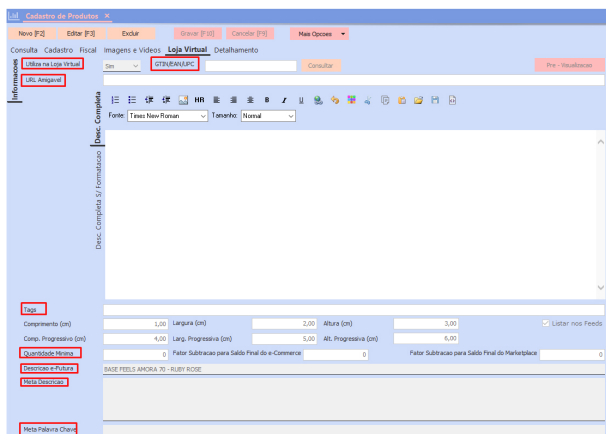 Cadastro de Produtos ×
Novo [F2] Editar [F3] Excluir Gravar [F10] Cancelar [F9] Mais Opcoes
Consulta Cadastro Fiscal Imagens e Videos Loja Virtual Detalhamento
Informacoes
Utiliza na Loja Virtual Sim GTIN/EAN/UPC Consultar Pre - Visualizacao
URL Amigavel
Desc. Completa
HR B I U
Fonte: Times New Roman Tamanho: Normal
Desc. Completa S/ Formatacao
Tags
Comprimento (cm) 1,00 Largura (cm) 2,00 Altura (cm) 3,00 Listar nos Feeds
Comp. Progressivo (cm) 4,00 Larg. Progressiva (cm) 5,00 Alt. Progressiva (cm) 6,00
Quantidade Minima 0 Fator Subtracao para Saldo Final do e-Commerce 0 Fator Subtracao para Saldo Final do Marketplace 0
Descricao e-Futura BASE FEELS AMORA 70 - RUBY ROSE
Meta Descricao
Meta Palavra Chave